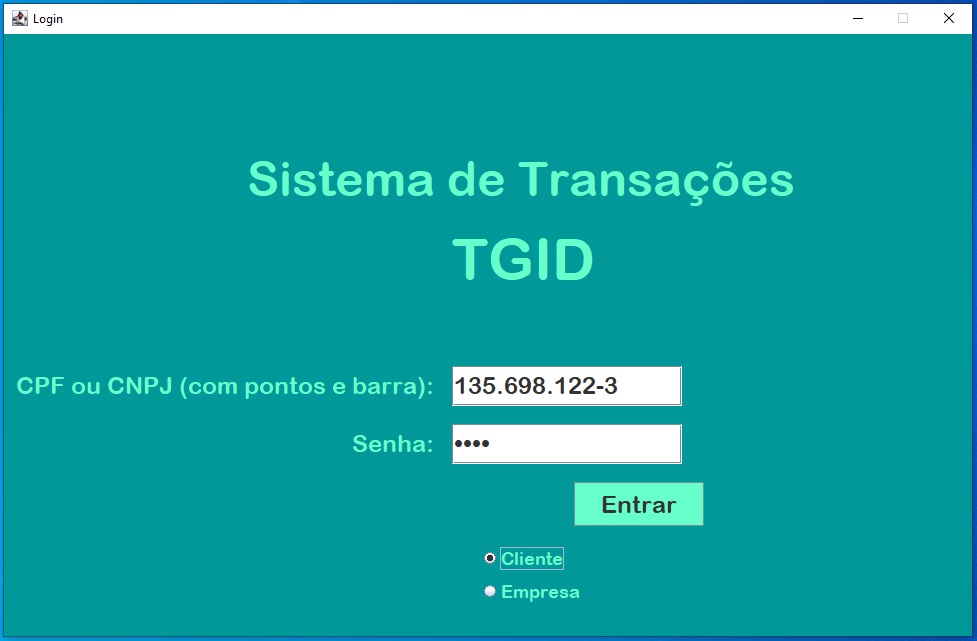 Login
Sistema de Transações
TGID
CPF ou CNPJ (com pontos e barra): 135.698.122-3
Senha: ••••
Entrar
Cliente
Empresa